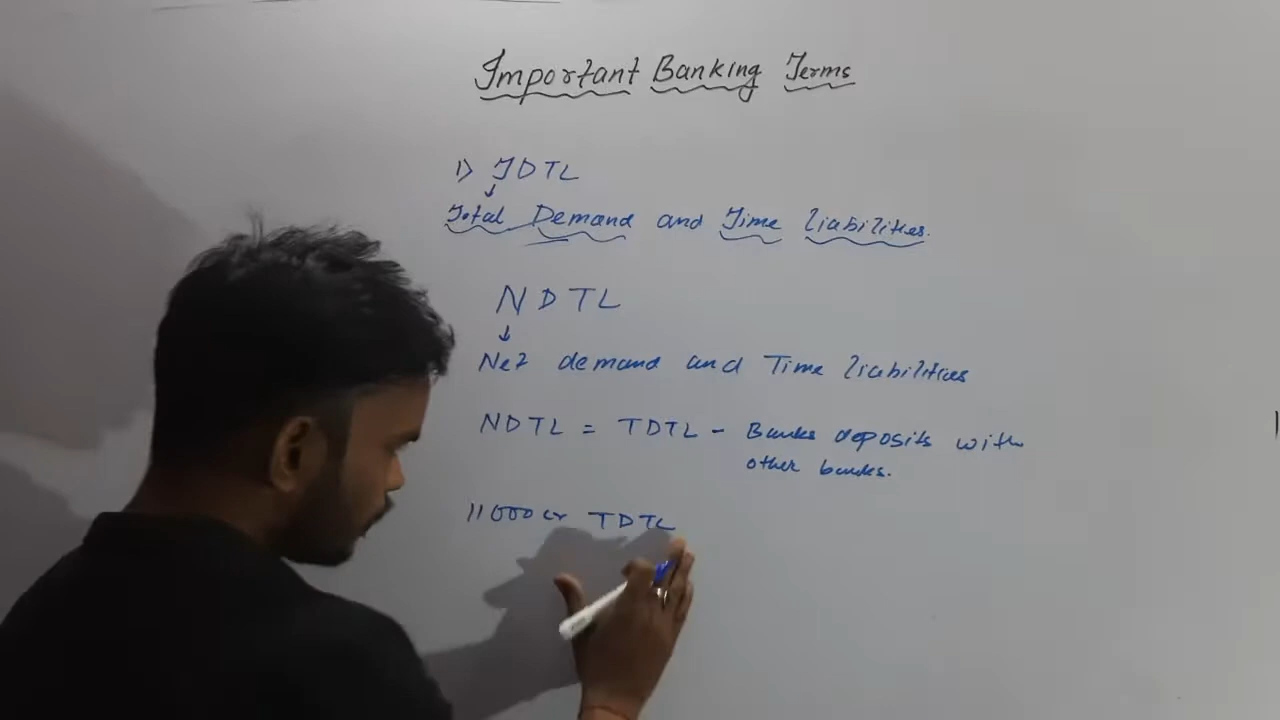 Important Banking Terms
1) TDTL
↓
Total Demand and Time liabilities.
NDTL
↓
Net demand and Time liabilities
NDTL = TDTL - Banks deposits with
other banks.
11000 cr TDTL